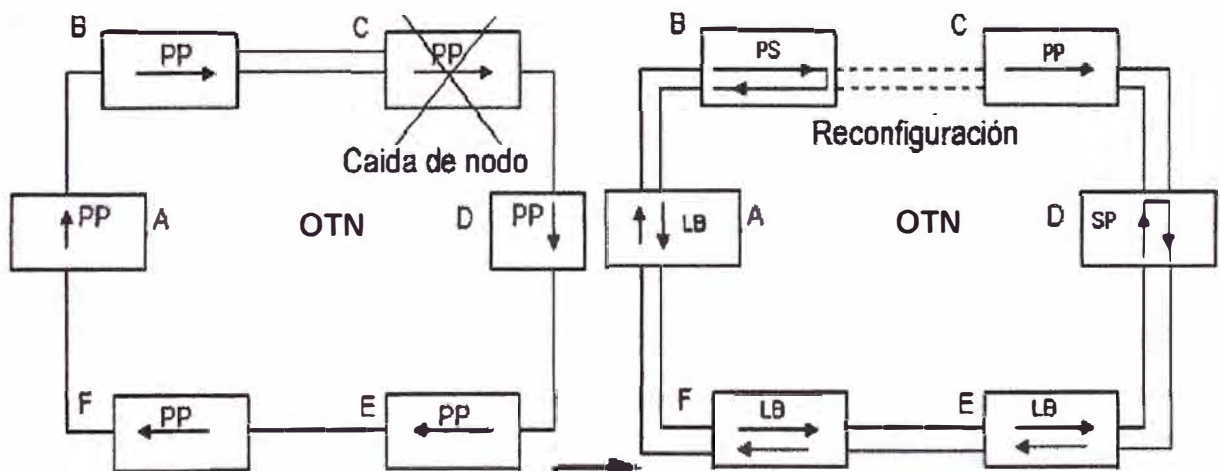 B
PP
C
PP
Caida de nodo
PP
A
OTN
D
PP
F
PP
E
PP
B
PS
C
PP
Reconfiguración
LB
A
OTN
D
SP
F
LB
E
LB